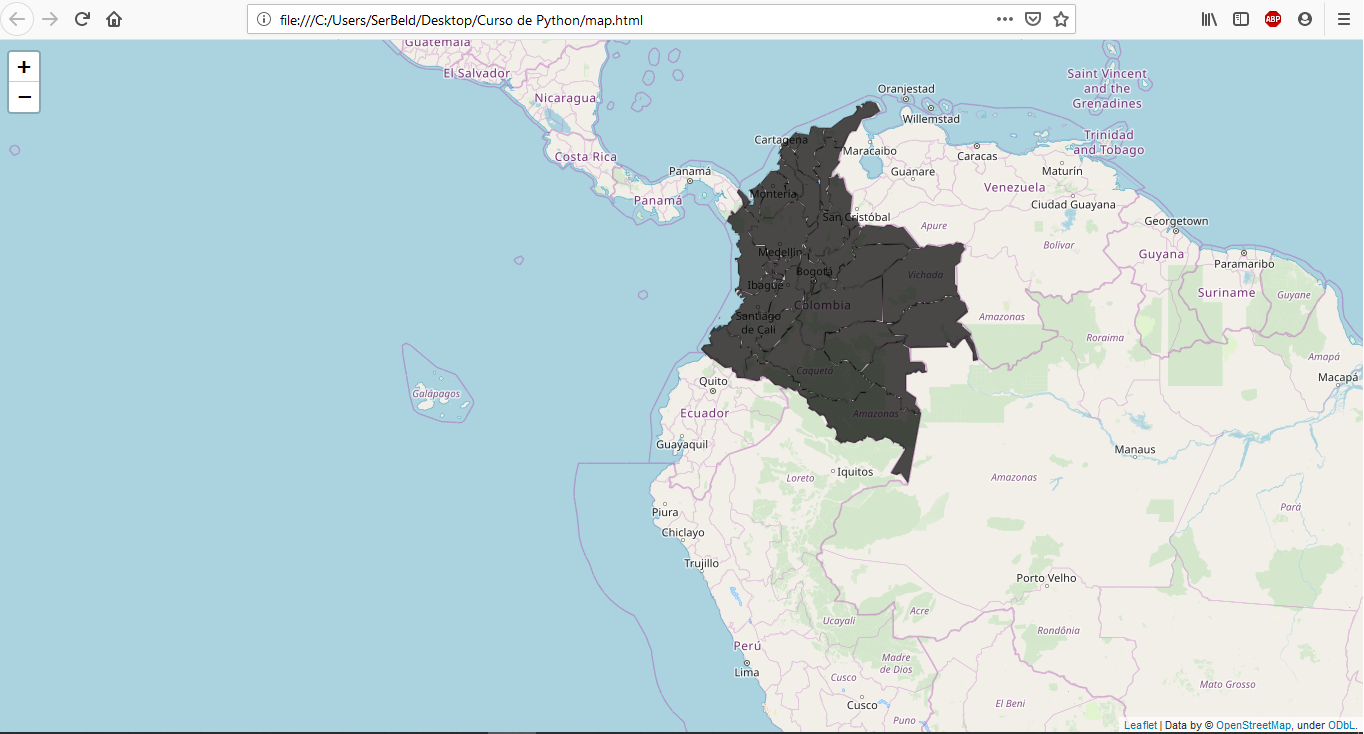 file:///C:/Users/SerBeld/Desktop/Curso de Python/map.html
ABP
+
−
Guatemala
El Salvador
Nicaragua
Costa Rica
Panamá
Panamá
Oranjestad
Willemstad
Saint Vincent
and the
Grenadines
Trinidad
and Tobago
Cartagena
Maracaibo
Caracas
Guanare
Maturín
Venezuela
Ciudad Guayana
Montería
San Cristóbal
Apure
Georgetown
Bolívar
Medellín
Guyana
Paramaribo
Bogotá
Vichada
Ibagué
Suriname
Guyane
Colombia
Santiago
de Cali
Amazonas
Roraima
Amapá
Caquetá
Macapá
Quito
Galápagos
Ecuador
Amazonas
Guayaquil
Manaus
Iquitos
Loreto
Amazonas
Pará
Piura
Chiclayo
Trujillo
Porto Velho
Acre
Ucayali
Rondônia
Perú
Madre
de Dios
Lima
Cusco
Mato Grosso
Cusco
El Beni
Puno
Leaflet | Data by © OpenStreetMap, under ODbL.